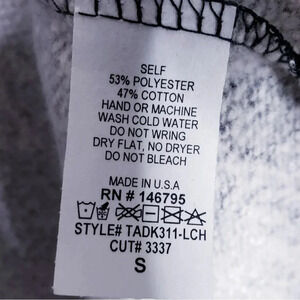 SELF
53% POLYESTER
47% COTTON
HAND OR MACHINE
WASH COLD WATER
DO NOT WRING
DRY FLAT, NO DRYER
DO NOT BLEACH
MADE IN U.S.A
RN # 146795
STYLE# TADK311-LCH
CUT# 3337
S